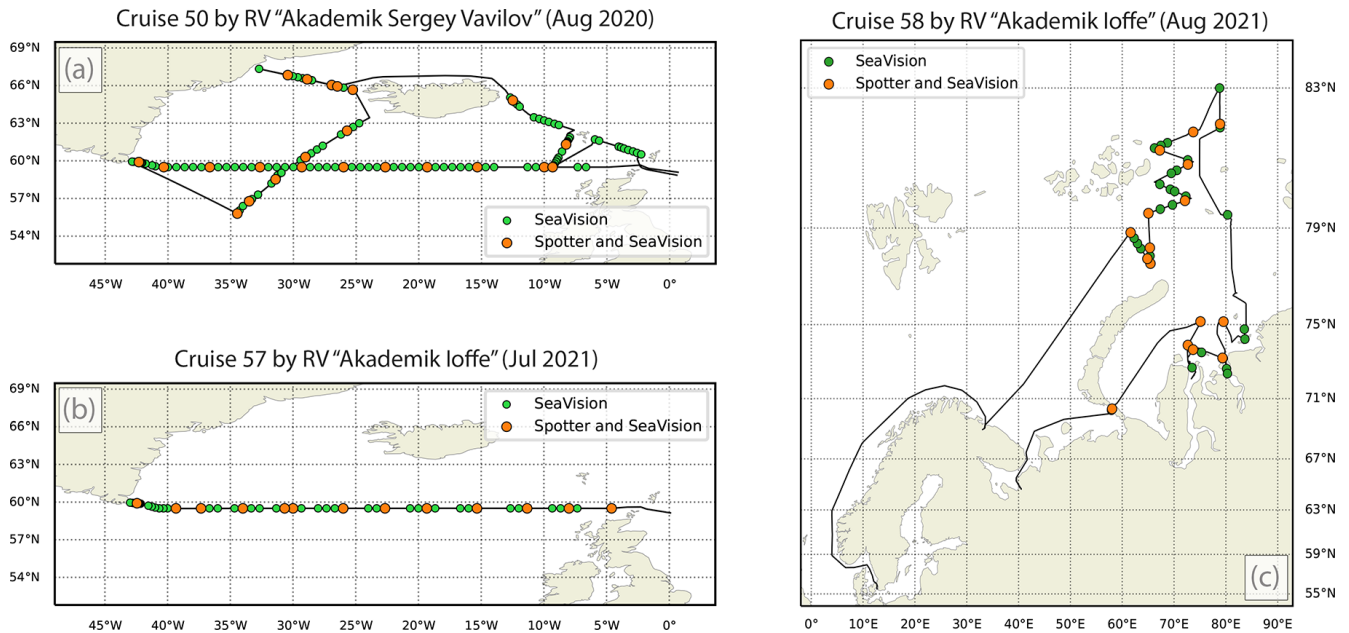 Cruise 50 by RV “Akademik Sergey Vavilov” (Aug 2020)
(a)
69°N
66°N
63°N
60°N
57°N
54°N
SeaVision
Spotter and SeaVision
45°W 40°W 35°W 30°W 25°W 20°W 15°W 10°W 5°W 0°
Cruise 57 by RV “Akademik Ioffe” (Jul 2021)
(b)
69°N
66°N
63°N
60°N
57°N
54°N
SeaVision
Spotter and SeaVision
45°W 40°W 35°W 30°W 25°W 20°W 15°W 10°W 5°W 0°
Cruise 58 by RV “Akademik Ioffe” (Aug 2021)
SeaVision
Spotter and SeaVision
83°N
79°N
75°N
71°N
67°N
63°N
59°N
55°N
(c)
0° 10°E 20°E 30°E 40°E 50°E 60°E 70°E 80°E 90°E